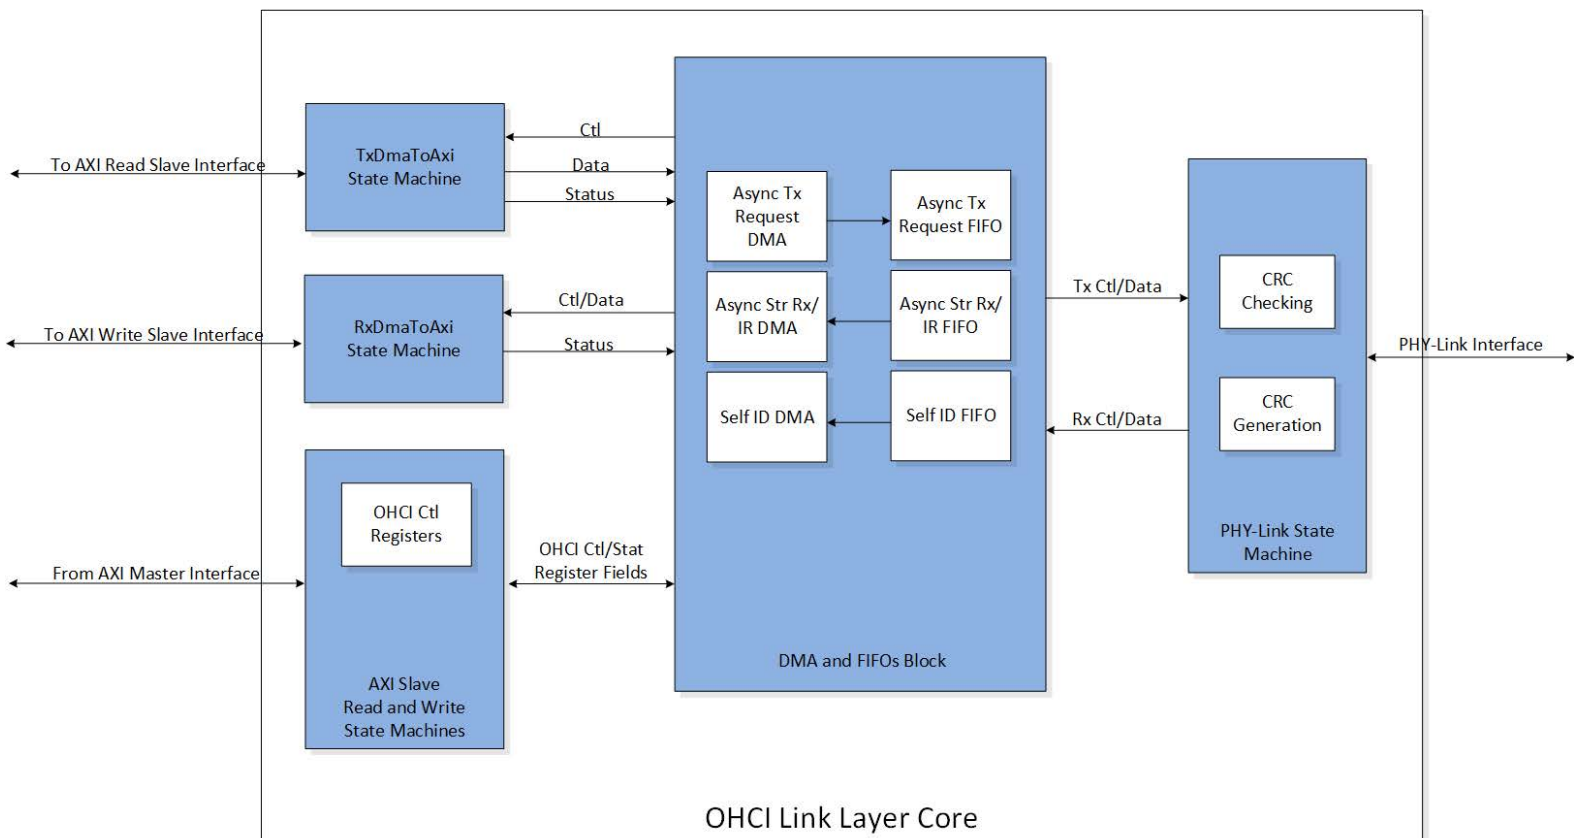 To AXI Read Slave Interface
TxDmaToAxi
State Machine
Ctl
Data
Status
To AXI Write Slave Interface
RxDmaToAxi
State Machine
Ctl/Data
Status
From AXI Master Interface
OHCI Ctl
Registers
AXI Slave
Read and Write
State Machines
OHCI Ctl/Stat
Register Fields
Async Tx
Request
DMA
Async Tx
Request FIFO
Async Str Rx/
IR DMA
Async Str Rx/
IR FIFO
Self ID DMA
Self ID FIFO
DMA and FIFOs Block
Tx Ctl/Data
Rx Ctl/Data
CRC
Checking
CRC
Generation
PHY-Link State
Machine
PHY-Link Interface
OHCI Link Layer Core